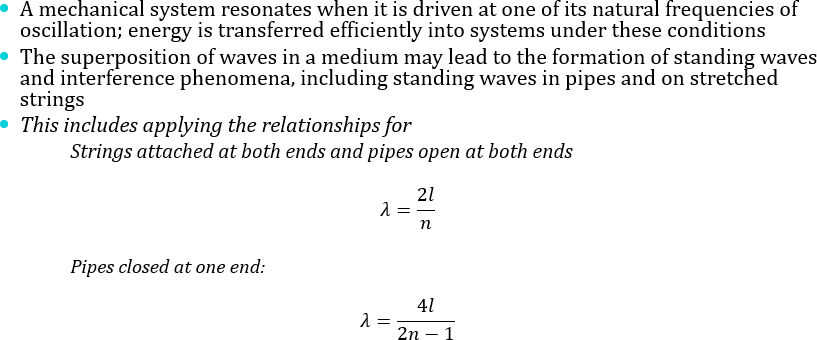 • A mechanical system resonates when it is driven at one of its natural frequencies of
oscillation; energy is transferred efficiently into systems under these conditions
• The superposition of waves in a medium may lead to the formation of standing waves
and interference phenomena, including standing waves in pipes and on stretched
strings
• This includes applying the relationships for
Strings attached at both ends and pipes open at both ends
λ = 2l / n
Pipes closed at one end:
λ = 4l / 2n − 1